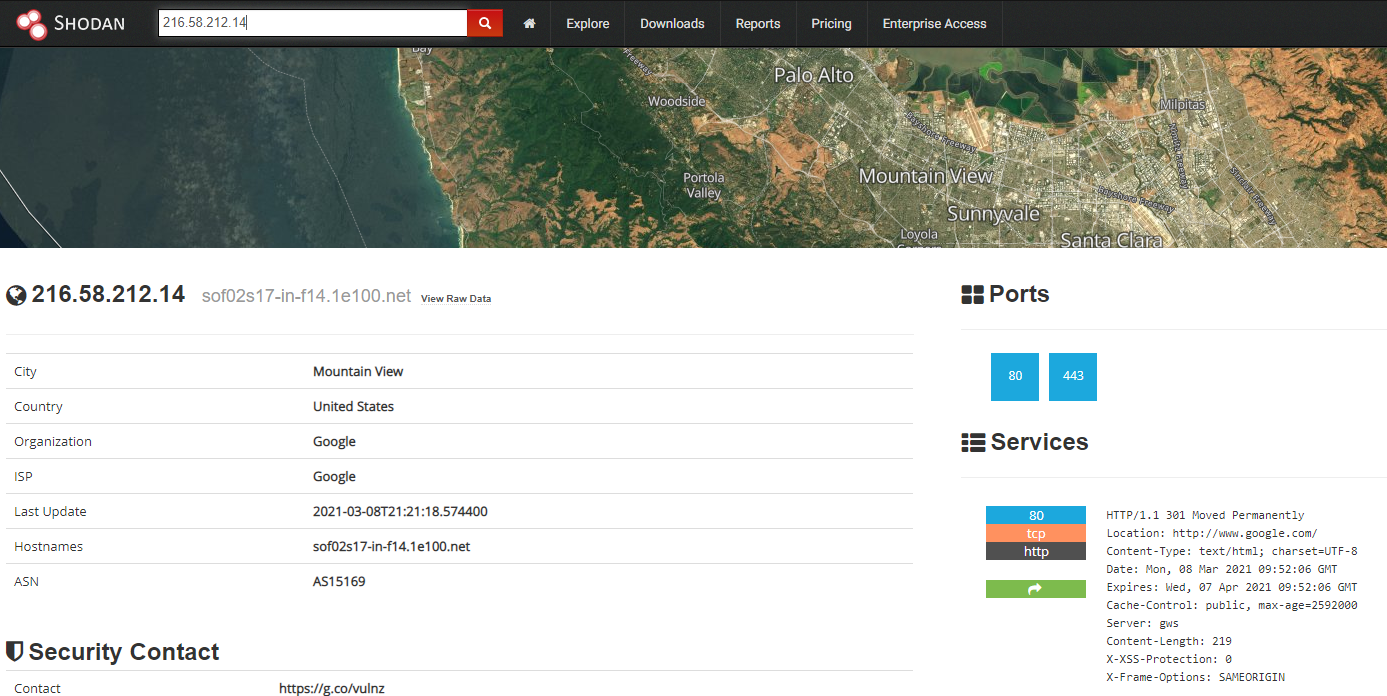 SHODAN
216.58.212.14
Explore
Downloads
Reports
Pricing
Enterprise Access
Bay
Palo Alto
Woodside
Milpitas
Bayshore Freeway
Portola
Valley
Mountain View
Bayshore Freeway
Sunnyvale
Loyola
Santa Clara
216.58.212.14 sof02s17-in-f14.1e100.net View Raw Data
City Mountain View
Country United States
Organization Google
ISP Google
Last Update 2021-03-08T21:21:18.574400
Hostnames sof02s17-in-f14.1e100.net
ASN AS15169
Security Contact
Contact https://g.co/vulnz
Ports
80 443
Services
80
tcp
http
HTTP/1.1 301 Moved Permanently
Location: http://www.google.com/
Content-Type: text/html; charset=UTF-8
Date: Mon, 08 Mar 2021 09:52:06 GMT
Expires: Wed, 07 Apr 2021 09:52:06 GMT
Cache-Control: public, max-age=2592000
Server: gws
Content-Length: 219
X-XSS-Protection: 0
X-Frame-Options: SAMEORIGIN